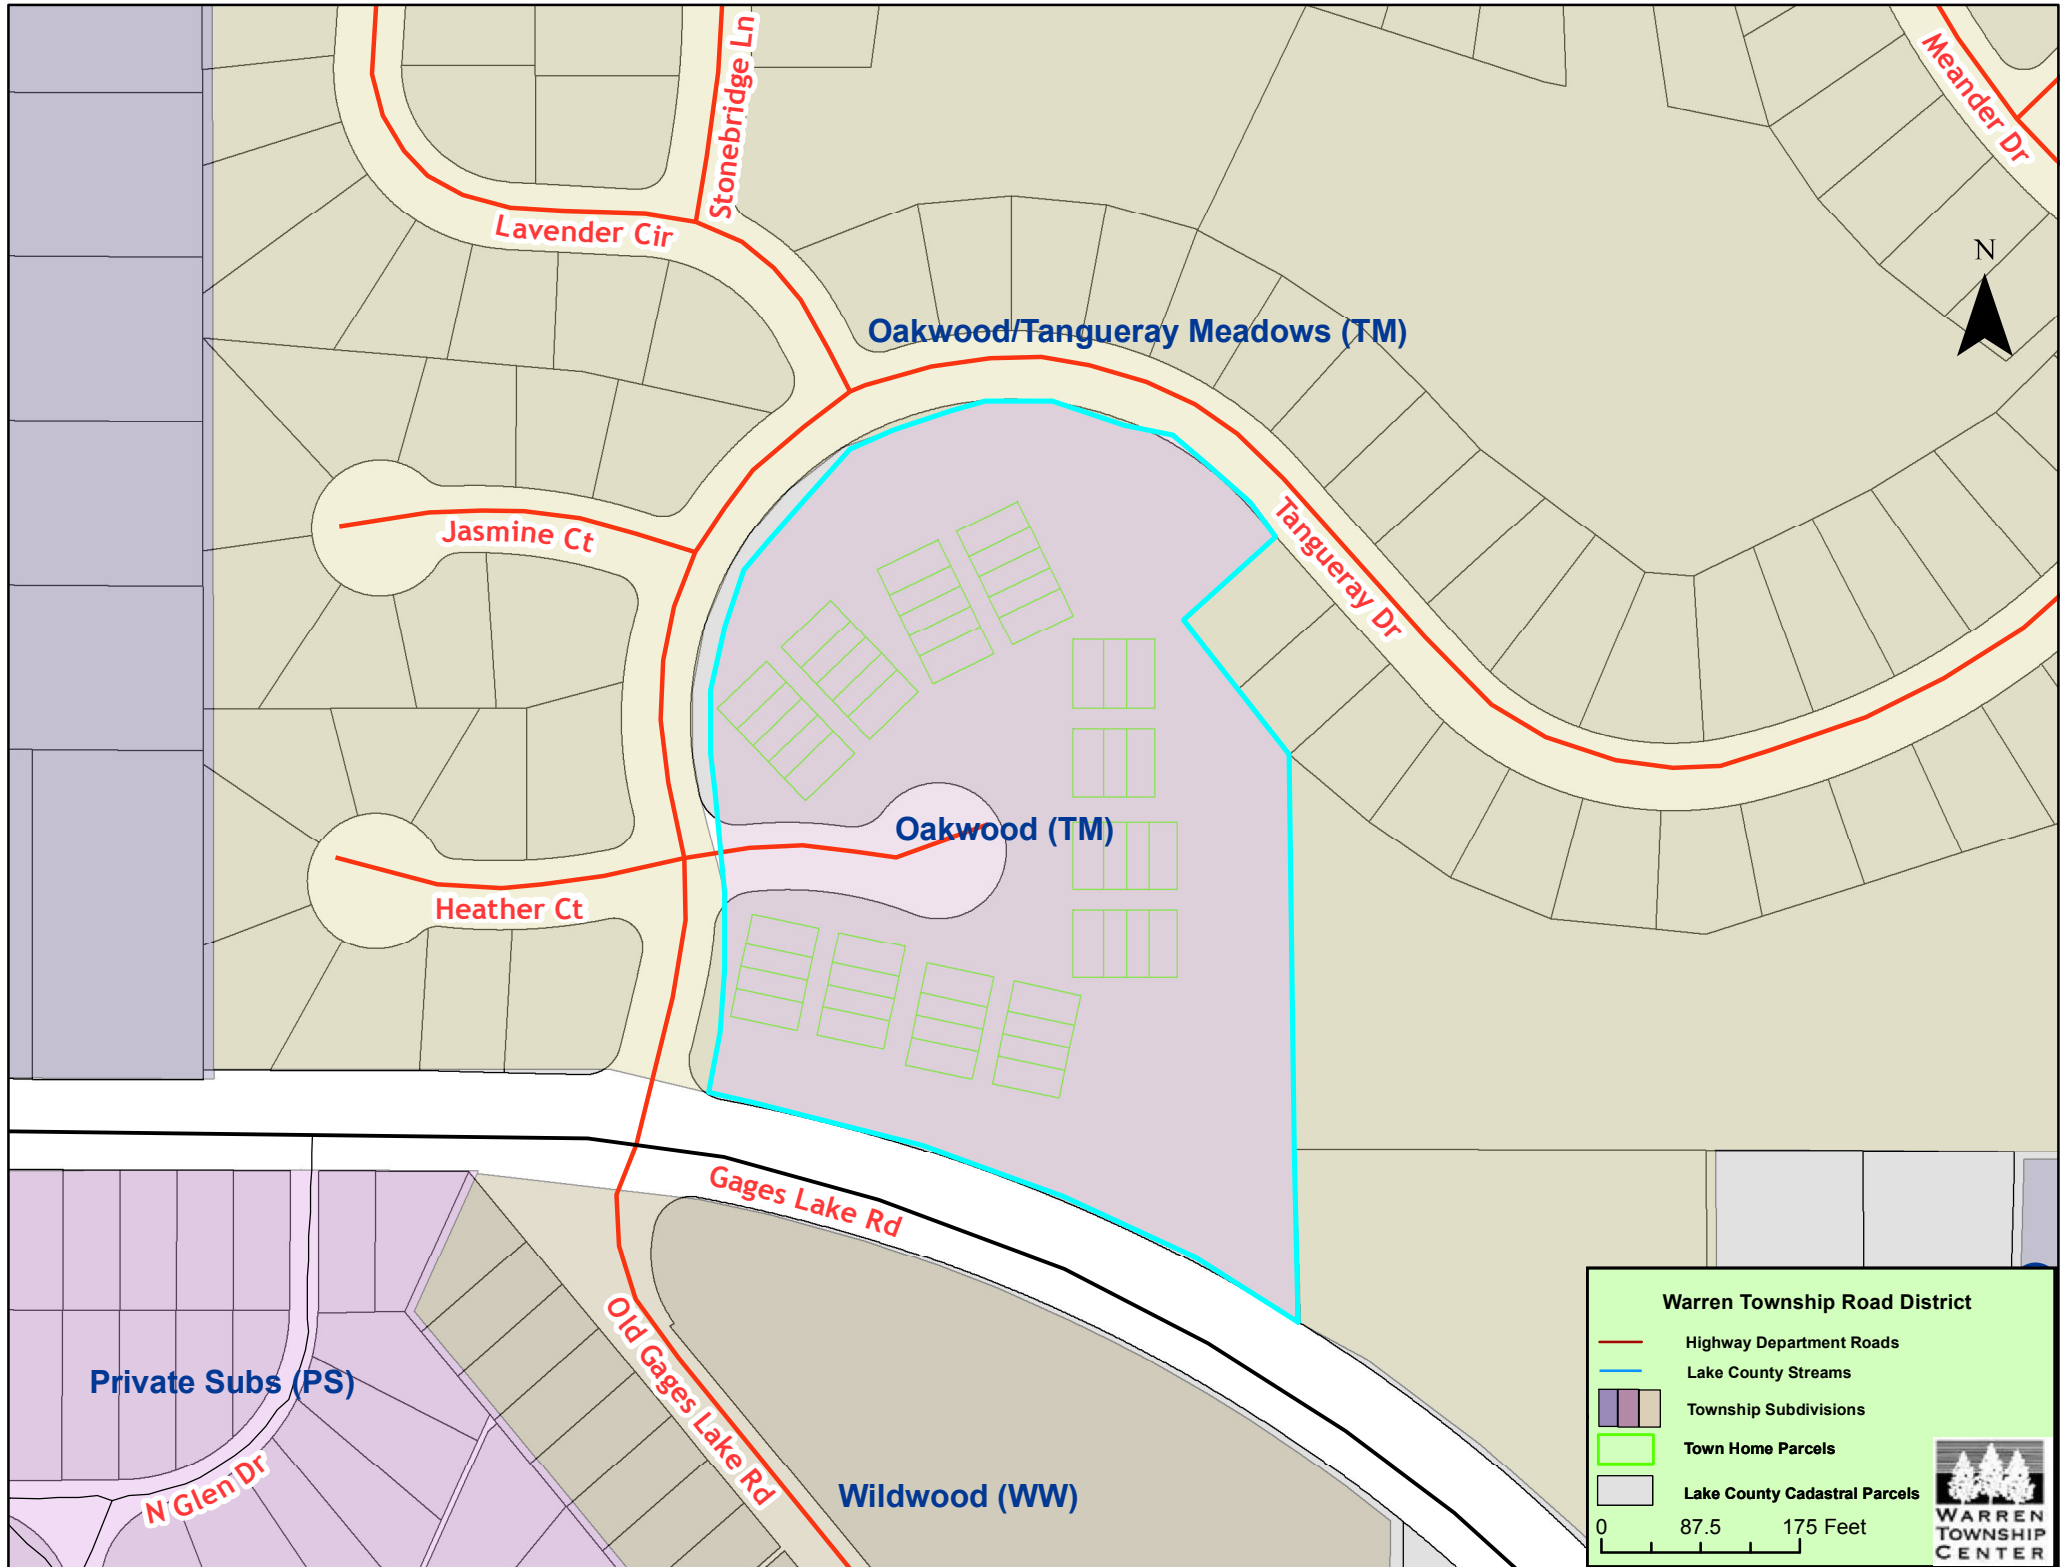 Stonebridge Ln
Meander Dr
Lavender Cir
N
Oakwood/Tangueray Meadows (TM)
Jasmine Ct
Tangueray Dr
Oakwood (TM)
Heather Ct
Gages Lake Rd
Old Gages Lake Rd
Private Subs (PS)
N Glen Dr
Wildwood (WW)
Warren Township Road District
Highway Department Roads
Lake County Streams
Township Subdivisions
Town Home Parcels
Lake County Cadastral Parcels
0 87.5 175 Feet
WARREN
TOWNSHIP
CENTER